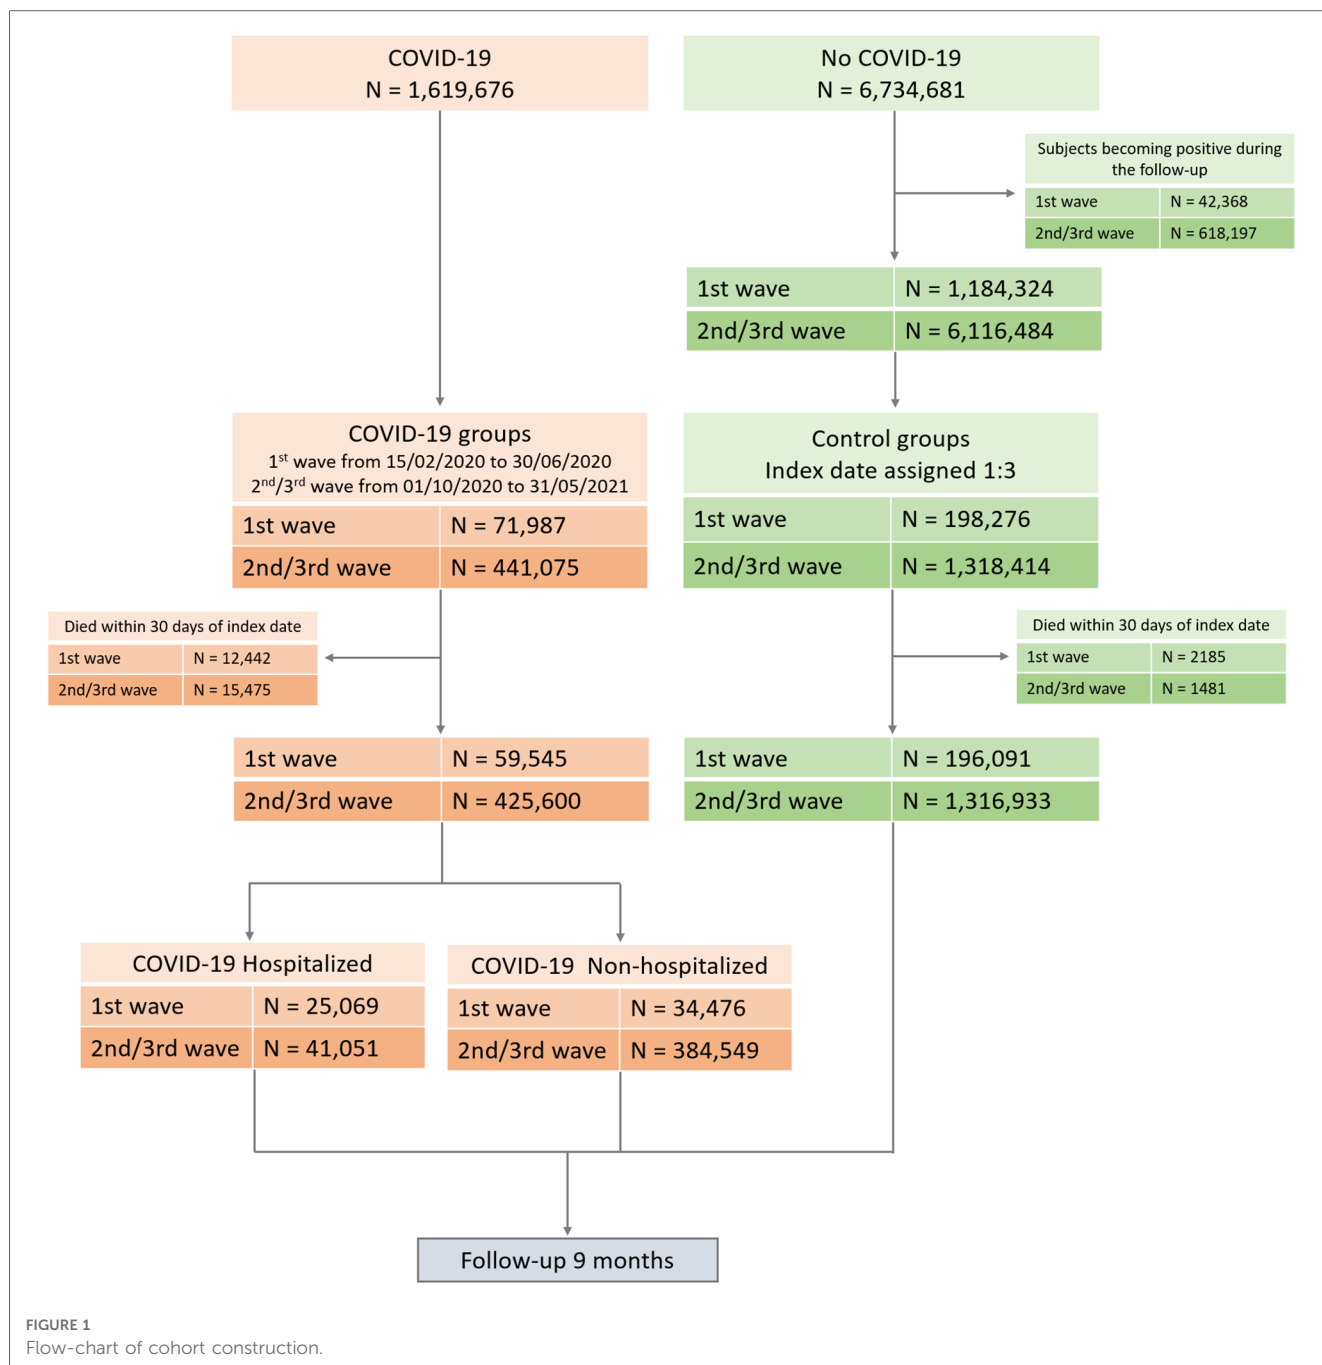 COVID-19
N = 1,619,676
No COVID-19
N = 6,734,681
Subjects becoming positive during
the follow-up
1st wave N = 42,368
2nd/3rd wave N = 618,197
1st wave N = 1,184,324
2nd/3rd wave N = 6,116,484
COVID-19 groups
1st wave from 15/02/2020 to 30/06/2020
2nd/3rd wave from 01/10/2020 to 31/05/2021
1st wave N = 71,987
2nd/3rd wave N = 441,075
Control groups
Index date assigned 1:3
1st wave N = 198,276
2nd/3rd wave N = 1,318,414
Died within 30 days of index date
1st wave N = 12,442
2nd/3rd wave N = 15,475
Died within 30 days of index date
1st wave N = 2185
2nd/3rd wave N = 1481
1st wave N = 59,545
2nd/3rd wave N = 425,600
1st wave N = 196,091
2nd/3rd wave N = 1,316,933
COVID-19 Hospitalized
1st wave N = 25,069
2nd/3rd wave N = 41,051
COVID-19 Non-hospitalized
1st wave N = 34,476
2nd/3rd wave N = 384,549
Follow-up 9 months
FIGURE 1
Flow-chart of cohort construction.